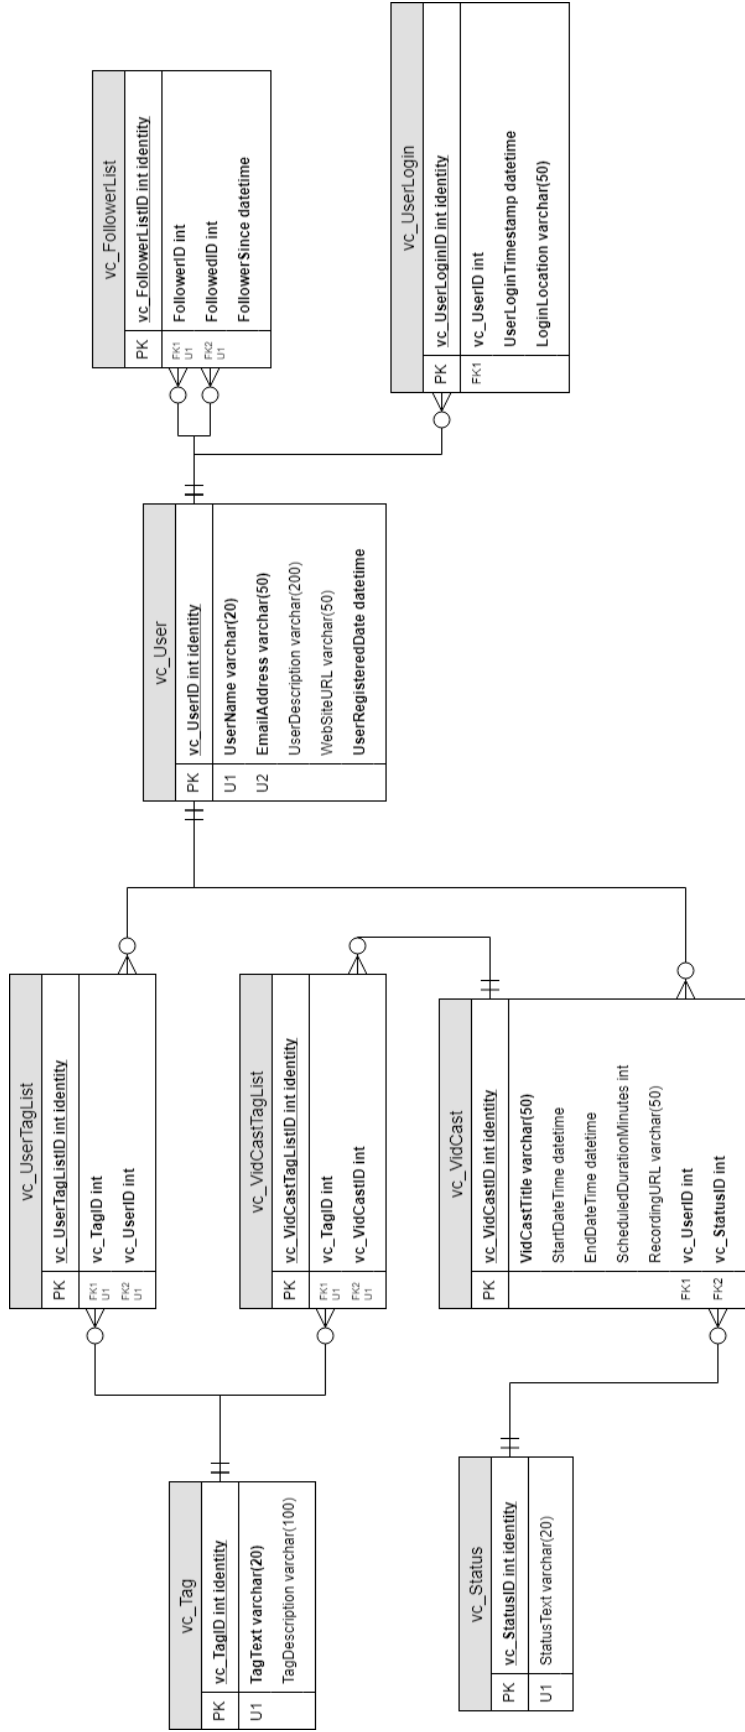 vc_Tag
PK vc_TagID int identity
U1 TagText varchar(20)
TagDescription varchar(100)
vc_Status
PK vc_StatusID int identity
U1 StatusText varchar(20)
vc_UserTagList
PK vc_UserTagListID int identity
FK1 U1 vc_TagID int
FK2 U1 vc_UserID int
vc_VidCastTagList
PK vc_VidCastTagListID int identity
FK1 U1 vc_TagID int
FK2 U1 vc_VidCastID int
vc_VidCast
PK vc_VidCastID int identity
VidCastTitle varchar(50)
StartDateTime datetime
EndDateTime datetime
ScheduledDurationMinutes int
RecordingURL varchar(50)
FK1 vc_UserID int
FK2 vc_StatusID int
vc_User
PK vc_UserID int identity
U1 UserName varchar(20)
U2 EmailAddress varchar(50)
UserDescription varchar(200)
WebSiteURL varchar(50)
UserRegisteredDate datetime
vc_FollowerList
PK vc_FollowerListID int identity
FK1 U1 FollowerID int
FK2 U1 FollowedID int
FollowerSince datetime
vc_UserLogin
PK vc_UserLoginID int identity
FK1 vc_UserID int
UserLoginTimestamp datetime
LoginLocation varchar(50)